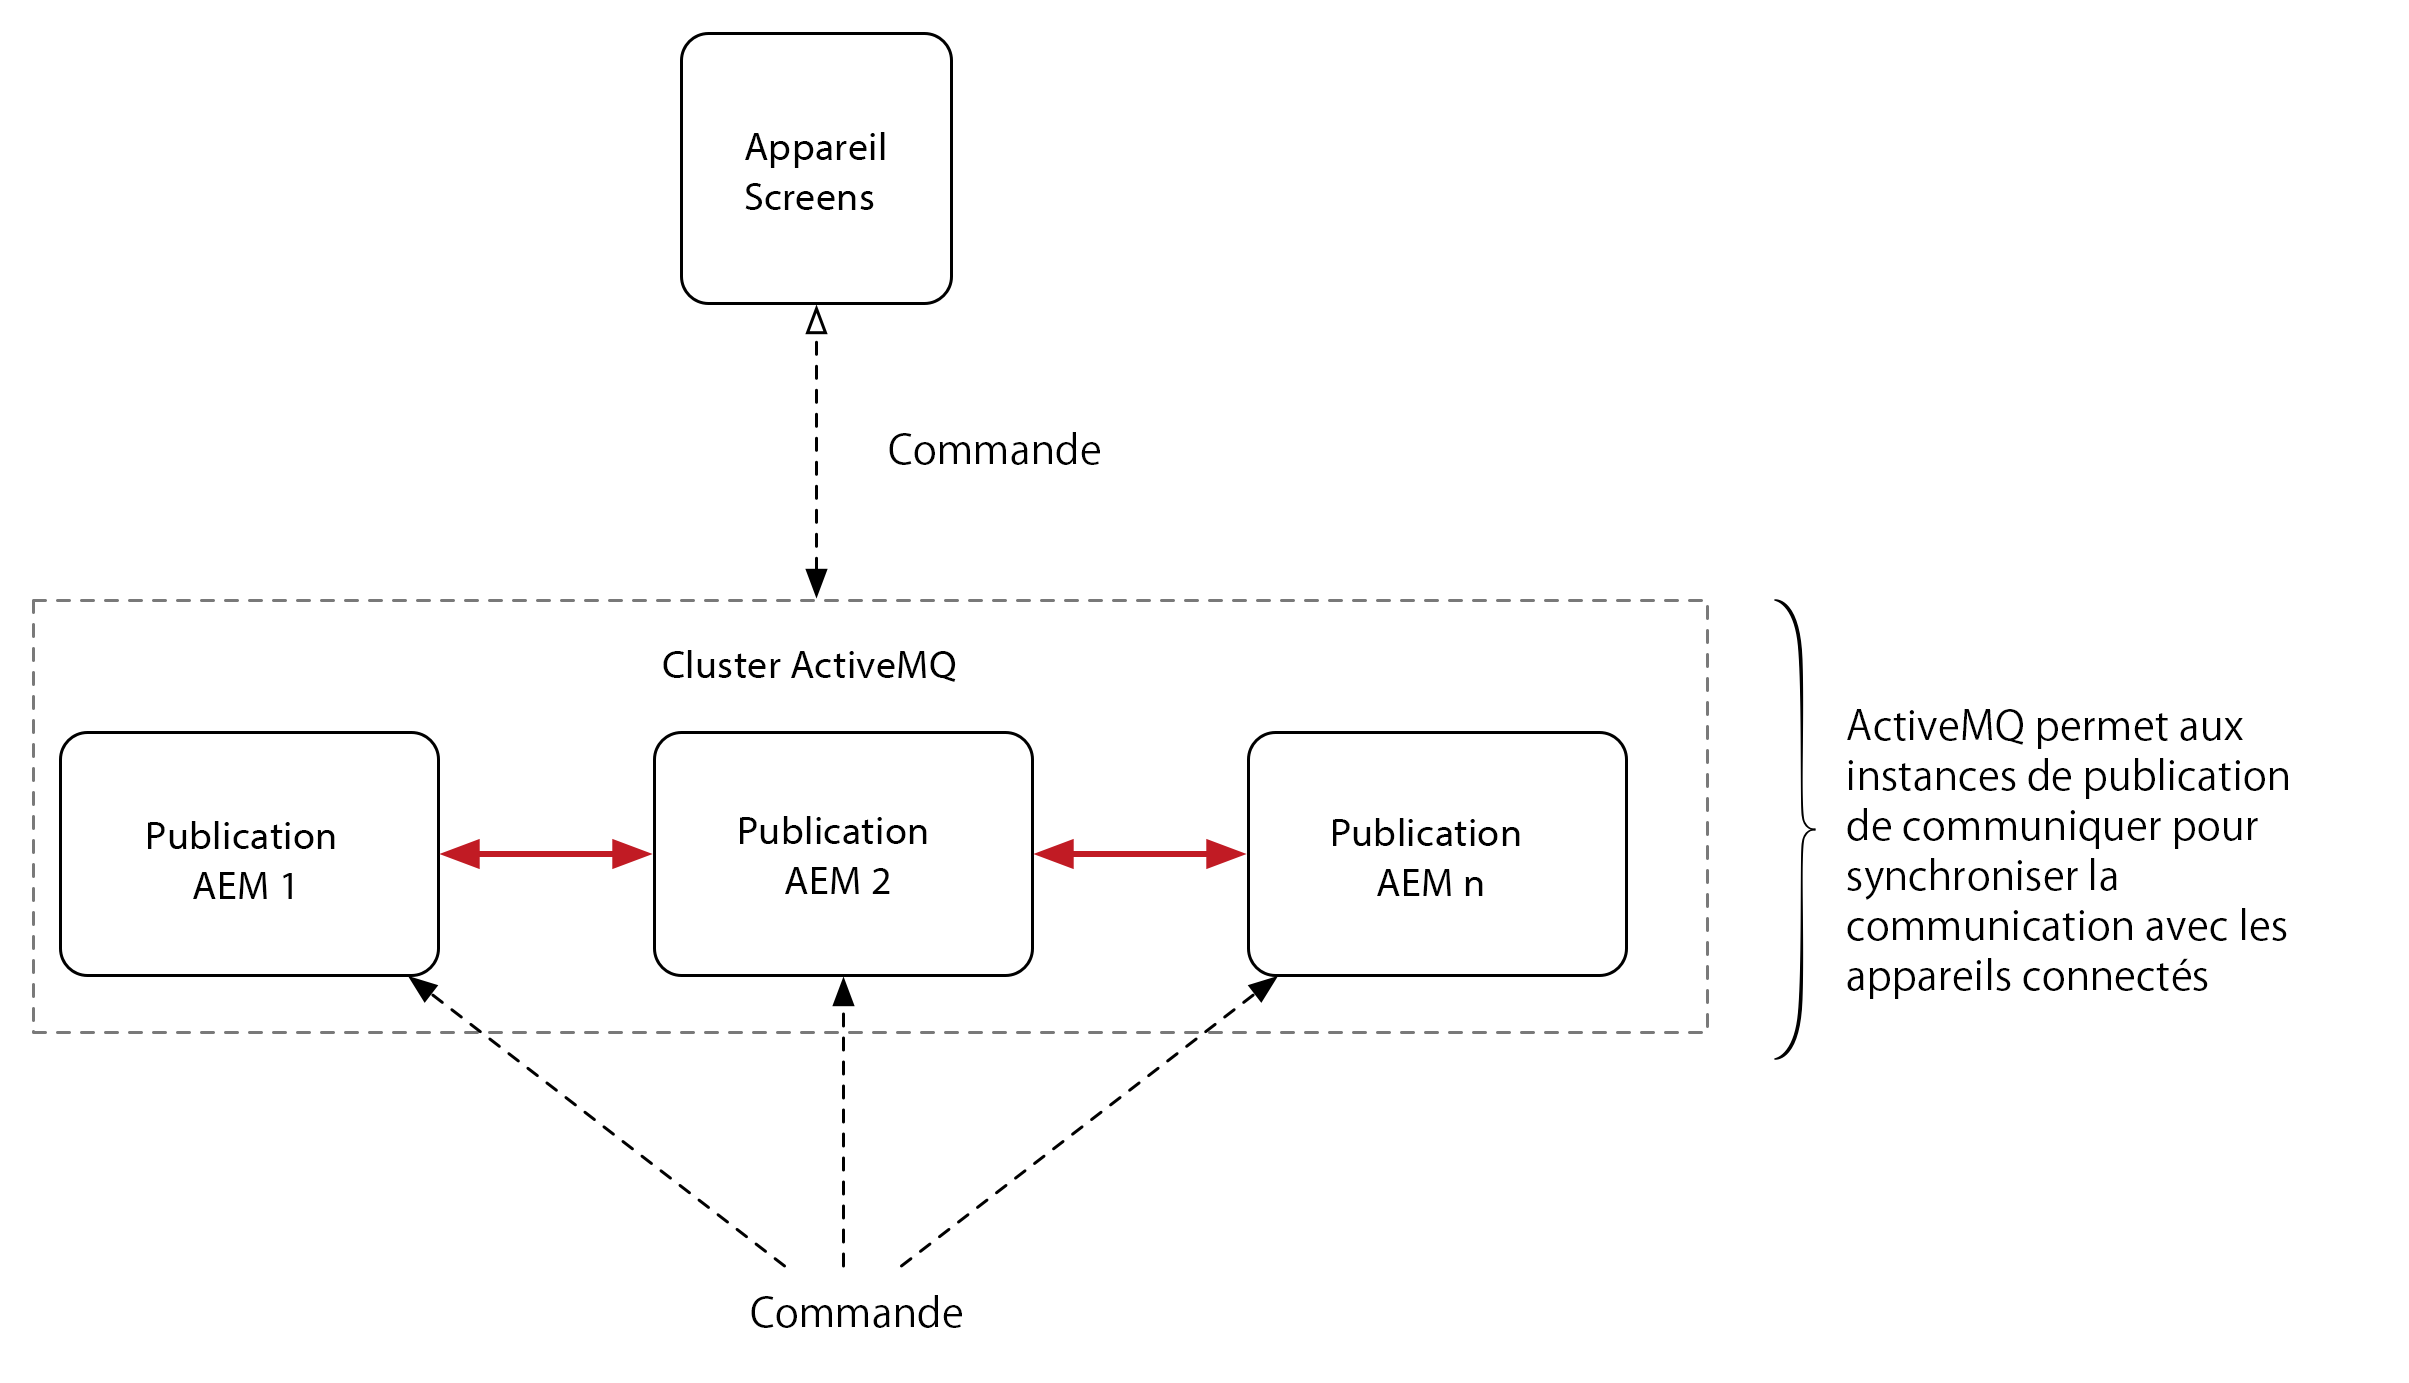 Appareil
Screens
Commande
Cluster ActiveMQ
Publication
AEM 1
Publication
AEM 2
Publication
AEM n
ActiveMQ permet aux
instances de publication
de communiquer pour
synchroniser la
communication avec les
appareils connectés
Commande